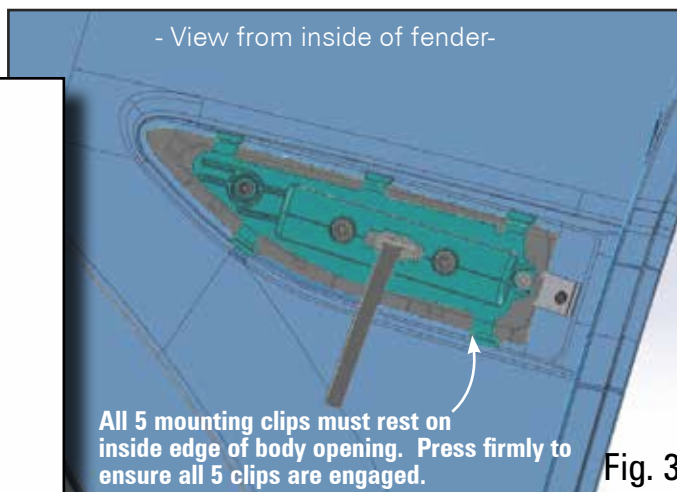 - View from inside of fender-
All 5 mounting clips must rest on
inside edge of body opening.  Press firmly to
ensure all 5 clips are engaged.
Fig. 3